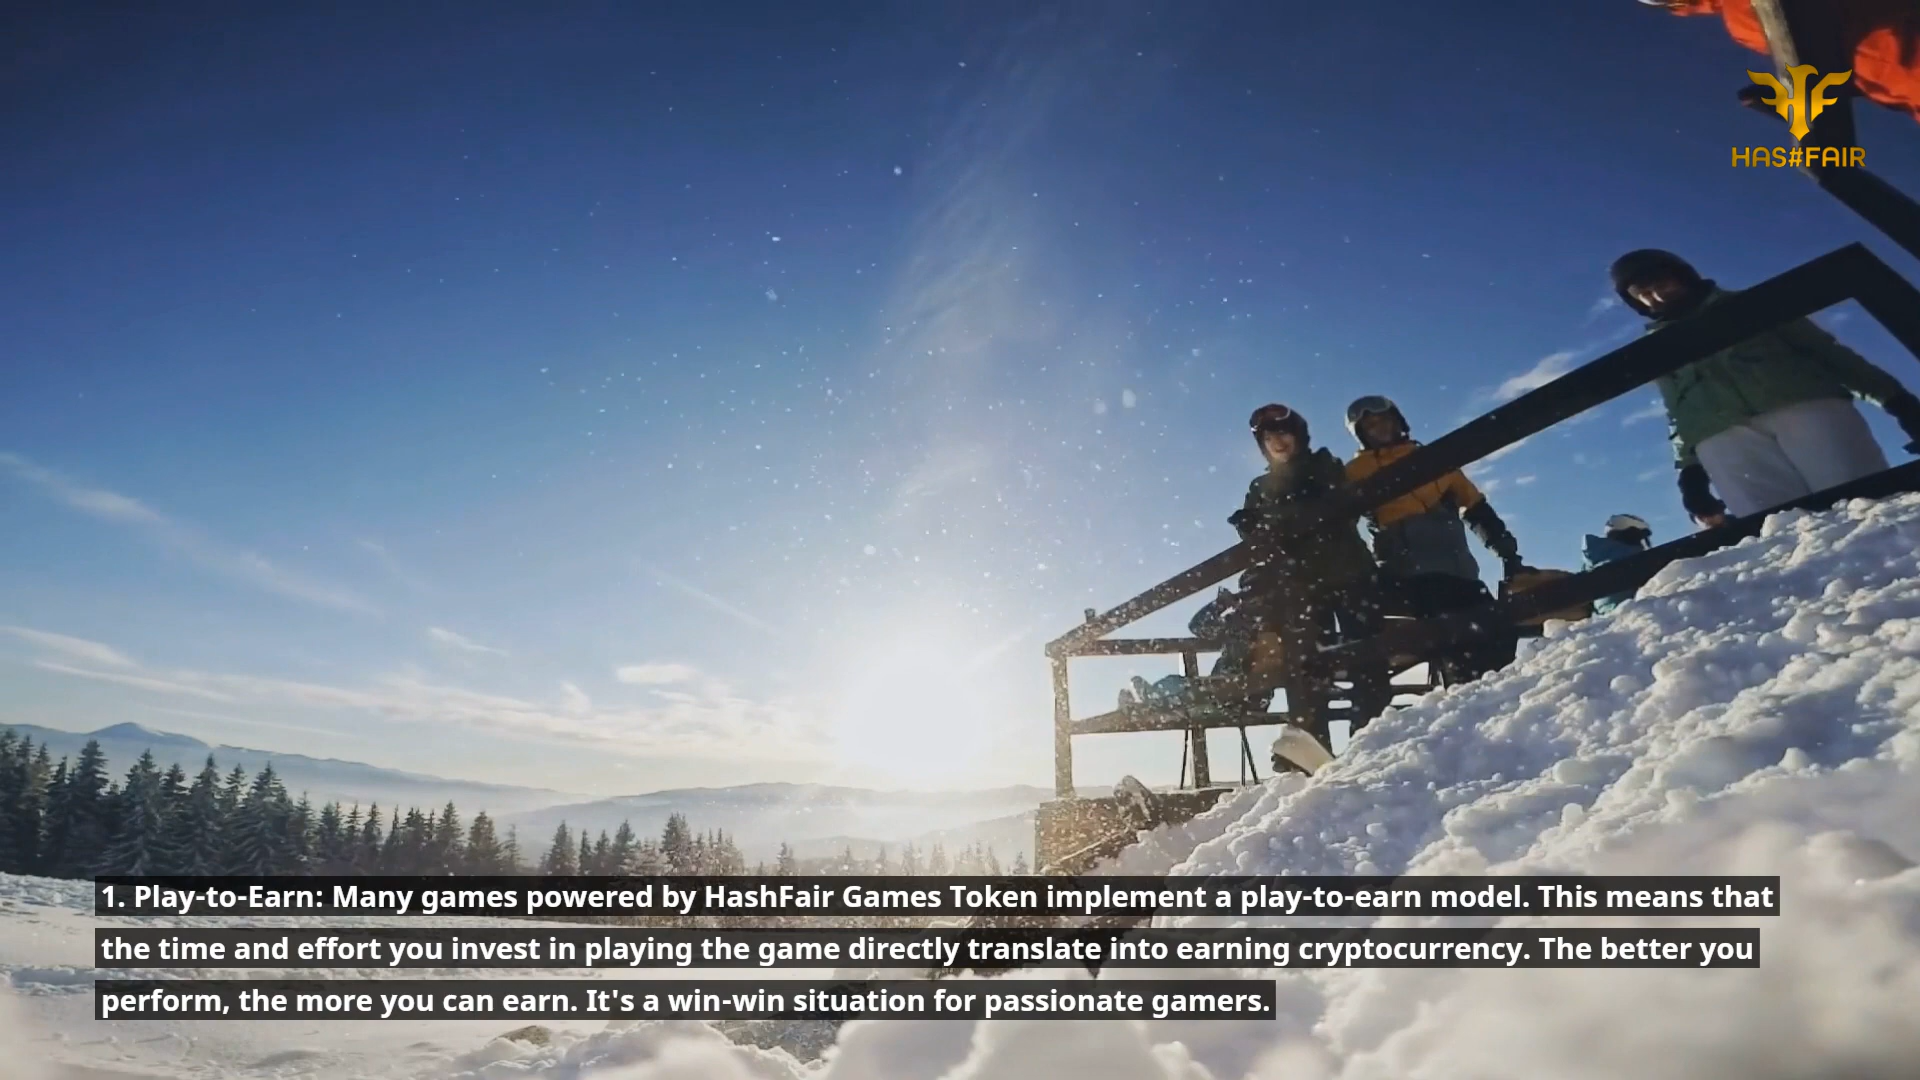 HF
HAS#FAIR
1. Play-to-Earn: Many games powered by HashFair Games Token implement a play-to-earn model. This means that
the time and effort you invest in playing the game directly translate into earning cryptocurrency. The better you
perform, the more you can earn. It's a win-win situation for passionate gamers.